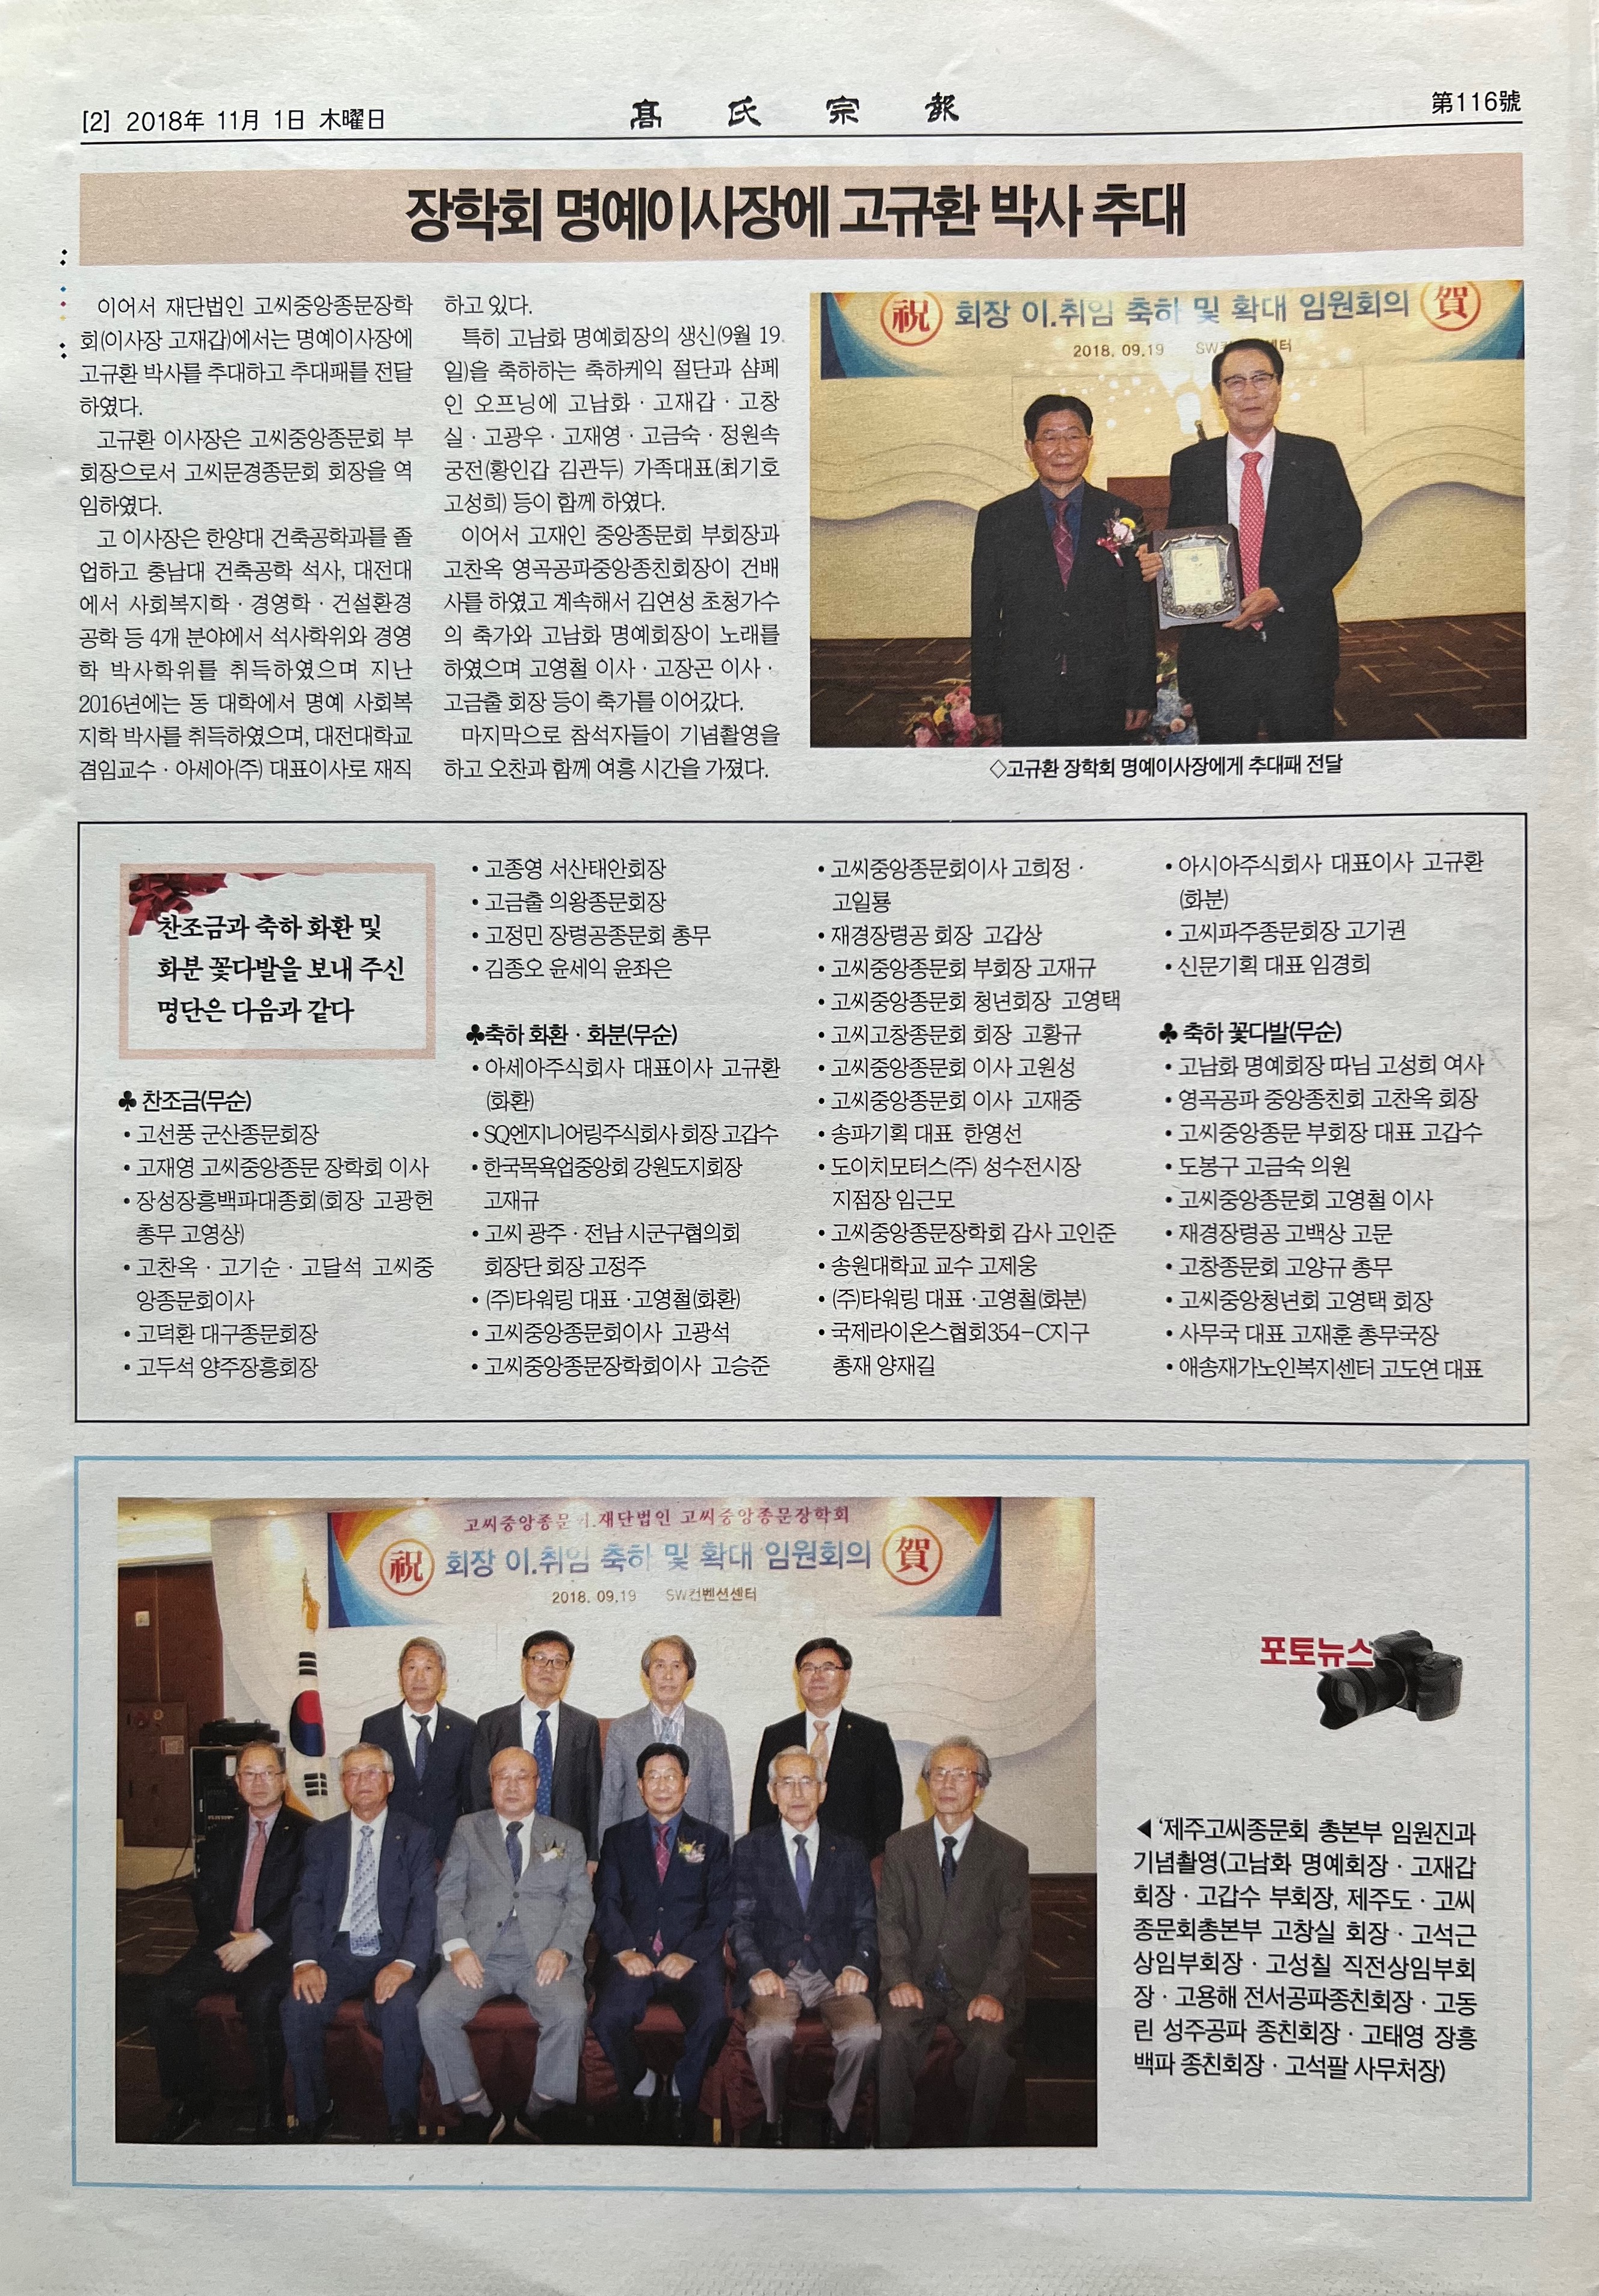 [2] 2018年 11月 1日 木曜日
髙氏宗報
第116號
장학회 명예이사장에 고규환 박사 추대
이어서 재단법인 고씨중앙종문장학
회(이사장 고재갑)에서는 명예이사장에
고규환 박사를 추대하고 추대패를 전달
하였다.
고규환 이사장은 고씨중앙종문회 부
회장으로서 고씨문경종문회 회장을 역
임하였다.
고 이사장은 한양대 건축공학과를 졸
업하고 충남대 건축공학 석사, 대전대
에서 사회복지학·경영학·건설환경
공학 등 4개 분야에서 석사학위와 경영
학 박사학위를 취득하였으며 지난
2016년에는 동 대학에서 명예 사회복
지학 박사를 취득하였으며, 대전대학교
겸임교수·아세아(주) 대표이사로 재직
하고 있다.
특히 고남화 명예회장의 생신(9월 19
일)을 축하하는 축하케익 절단과 샴페
인 오프닝에 고남화·고재갑·고창
실·고광우·고재영·고금숙·정원속
궁전(황인갑 김관두) 가족대표(최기호
고성희) 등이 함께 하였다.
이어서 고재인 중앙종문회 부회장과
고찬옥 영곡공파중앙종친회장이 건배
사를 하였고 계속해서 김연성 초청가수
의 축가와 고남화 명예회장이 노래를
하였으며 고영철 이사·고장곤 이사·
고금출 회장 등이 축가를 이어갔다.
마지막으로 참석자들이 기념촬영을
하고 오찬과 함께 여흥 시간을 가졌다.
祝 회장 이.취임 축하 및 확대 임원회의 賀
2018. 09.19 SW컨벤션센터
◇고규환 장학회 명예이사장에게 추대패 전달
찬조금과 축하 화환 및
화분 꽃다발을 보내 주신
명단은 다음과 같다
♣ 찬조금(무순)
• 고선풍 군산종문회장
• 고재영 고씨중앙종문 장학회 이사
• 장성장흥백파대종회(회장 고광헌
총무 고영상)
• 고찬옥·고기순·고달석 고씨중
앙종문회이사
• 고덕환 대구종문회장
• 고두석 양주장흥회장
• 고종영 서산태안회장
• 고금출 의왕종문회장
• 고정민 장령공종문회 총무
• 김종오 윤세익 윤좌은
♣축하 화환·화분(무순)
• 아세아주식회사 대표이사 고규환
(화환)
• SQ엔지니어링주식회사 회장 고갑수
• 한국목욕업중앙회 강원도지회장
고재규
• 고씨 광주·전남 시군구협의회
회장단 회장 고정주
• (주)타워링 대표 ·고영철(화환)
• 고씨중앙종문회이사 고광석
• 고씨중앙종문장학회이사 고승준
• 고씨중앙종문회이사 고희정·
고일룡
• 재경장령공 회장 고갑상
• 고씨중앙종문회 부회장 고재규
• 고씨중앙종문회 청년회장 고영택
• 고씨고창종문회 회장 고황규
• 고씨중앙종문회 이사 고원성
• 고씨중앙종문회 이사 고재중
• 송파기획 대표 한영선
• 도이치모터스(주) 성수전시장
지점장 임근모
• 고씨중앙종문장학회 감사 고인준
• 송원대학교 교수 고제웅
• (주)타워링 대표 ·고영철(화분)
• 국제라이온스협회354-C지구
총재 양재길
• 아시아주식회사 대표이사 고규환
(화분)
• 고씨파주종문회장 고기권
• 신문기획 대표 임경희
♣ 축하 꽃다발(무순)
• 고남화 명예회장 따님 고성희 여사
• 영곡공파 중앙종친회 고찬옥 회장
• 고씨중앙종문 부회장 대표 고갑수
• 도봉구 고금숙 의원
• 고씨중앙종문회 고영철 이사
• 재경장령공 고백상 고문
• 고창종문회 고양규 총무
• 고씨중앙청년회 고영택 회장
• 사무국 대표 고재훈 총무국장
• 애송재가노인복지센터 고도연 대표
고씨중앙종문회.재단법인 고씨중앙종문장학회
祝 회장 이.취임 축하 및 확대 임원회의 賀
2018. 09.19 SW컨벤션센터
포토뉴스
◀ '제주고씨종문회 총본부 임원진과
기념촬영(고남화 명예회장·고재갑
회장·고갑수 부회장, 제주도·고씨
종문회총본부 고창실 회장·고석근
상임부회장·고성칠 직전상임부회
장·고용해 전서공파종친회장·고동
린 성주공파 종친회장·고태영 장흥
백파 종친회장·고석팔 사무처장)